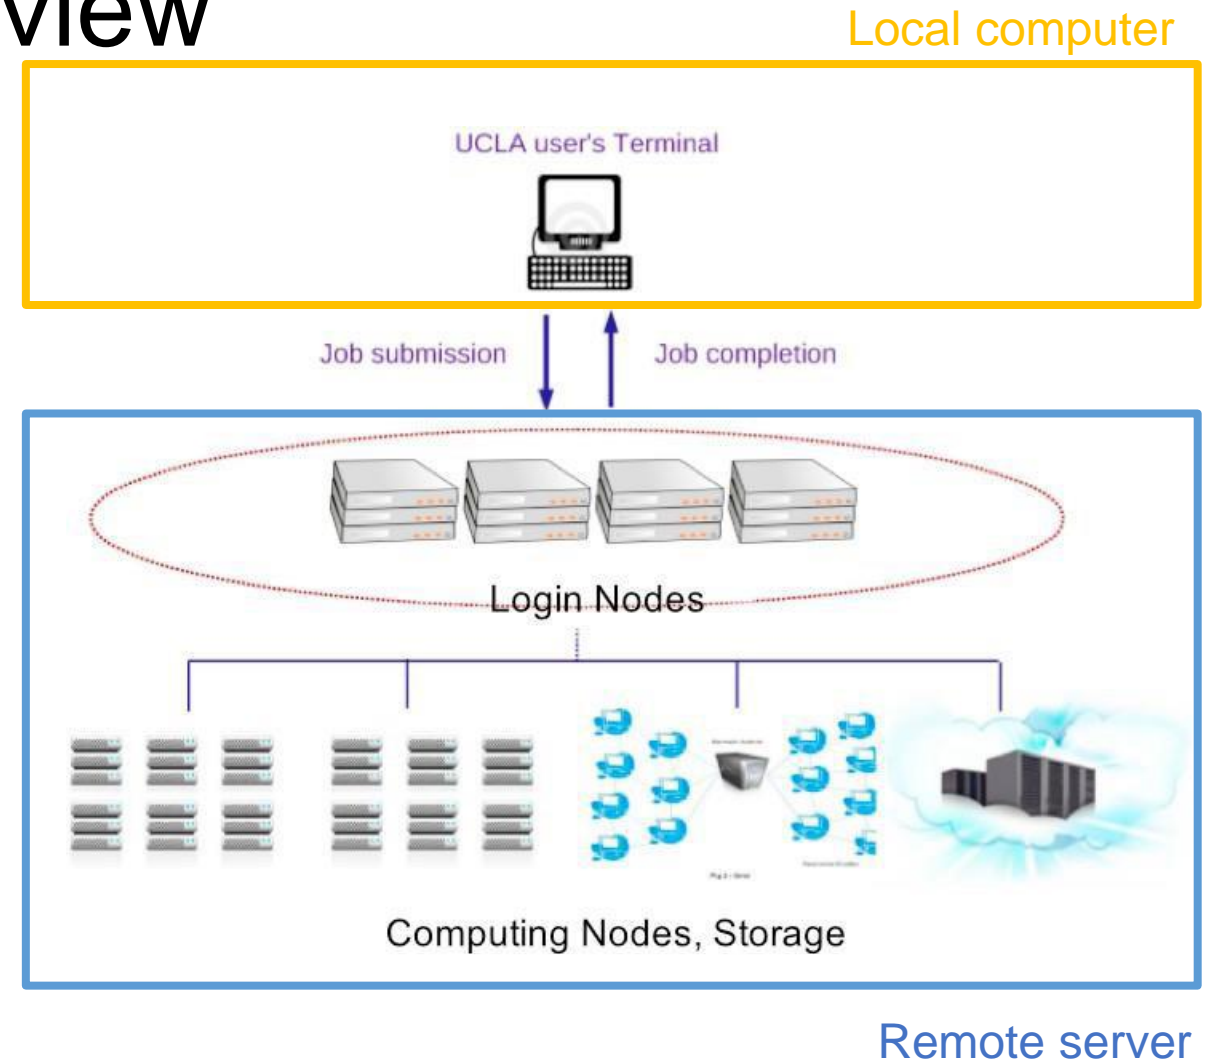 view
Local computer
UCLA user's Terminal
Job submission
Job completion
Login Nodes
Computing Nodes, Storage
Remote server